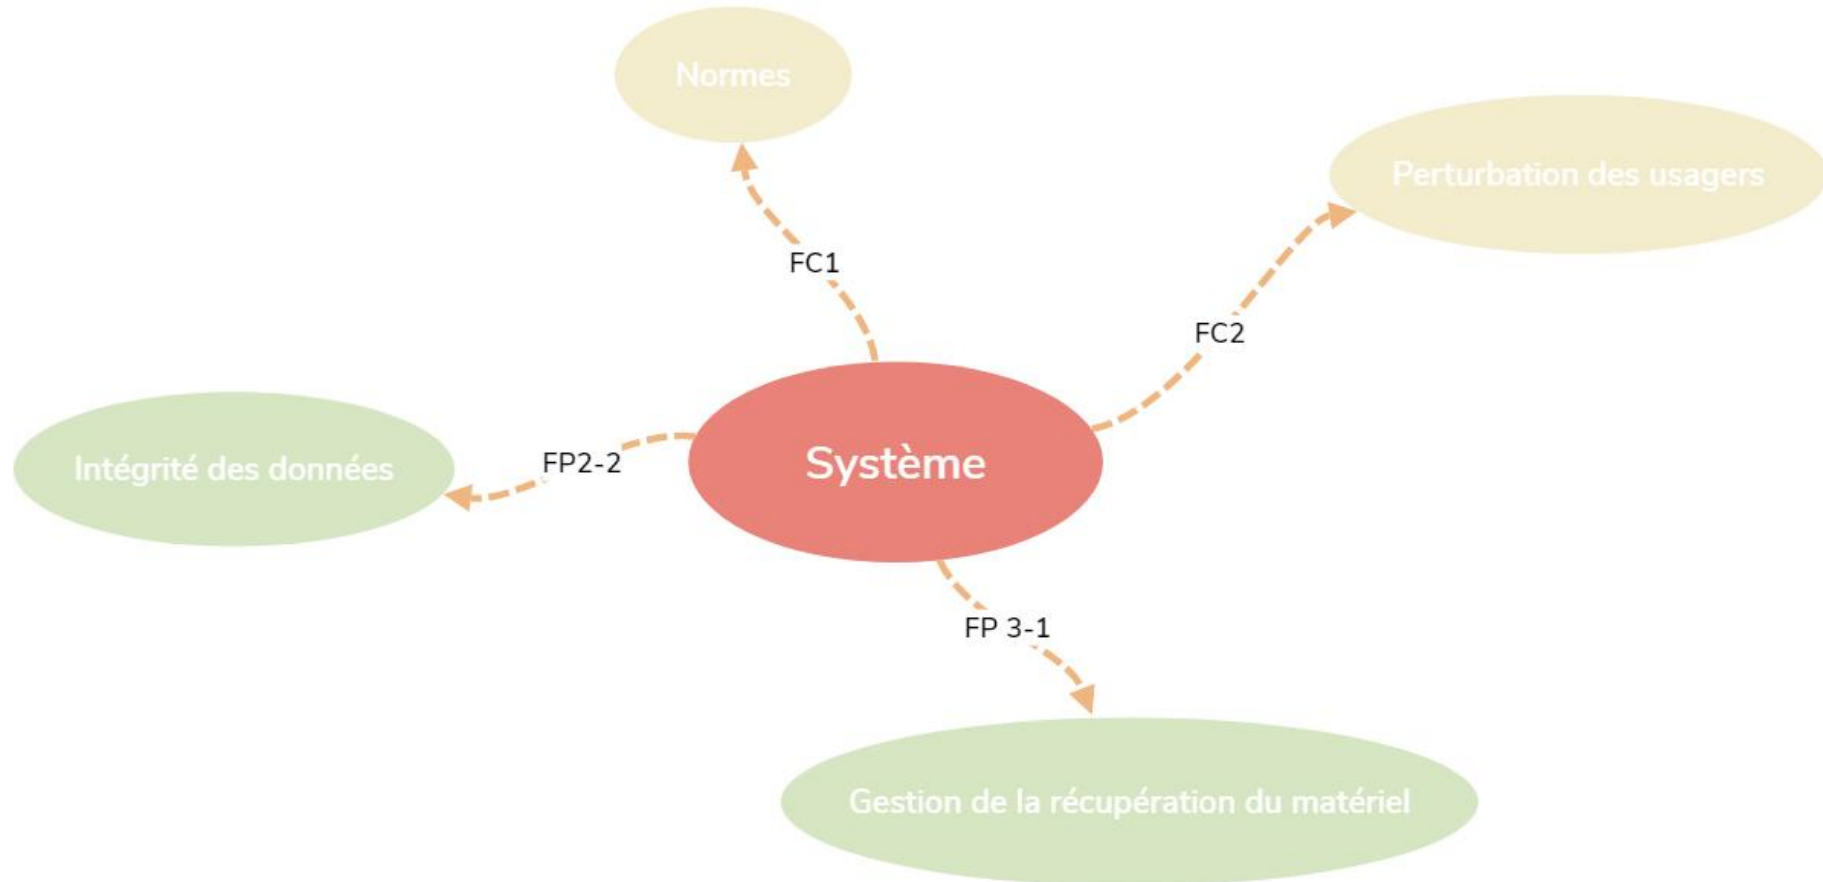 Normes
Perturbation des usagers
FC1
FC2
Système
Intégrité des données
FP2-2
FP 3-1
Gestion de la récupération du matériel